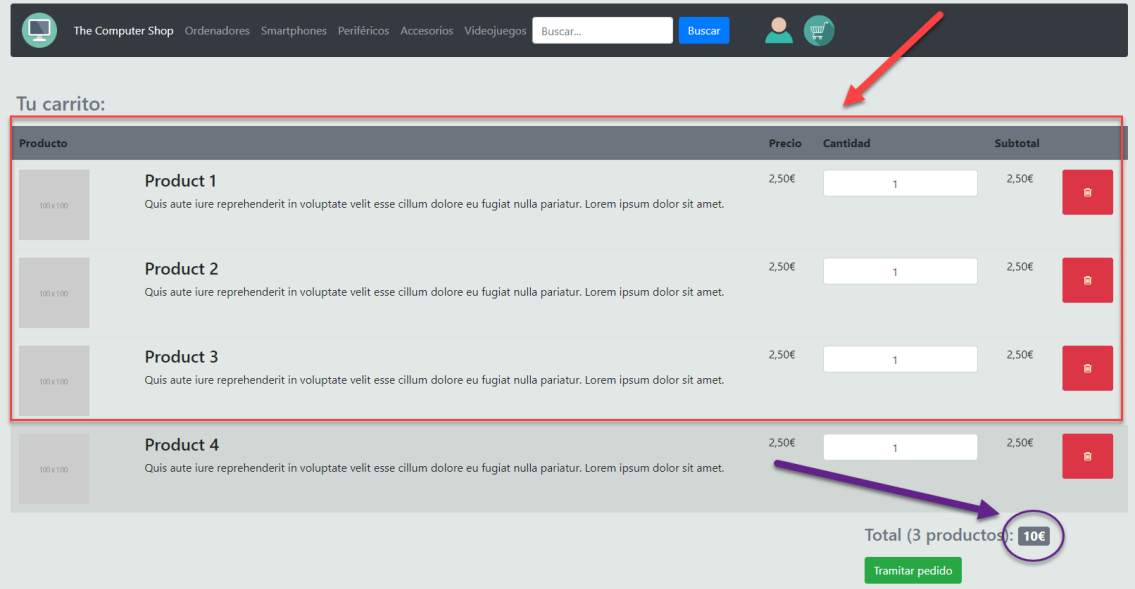 The Computer Shop Ordenadores Smartphones Periféricos Accesorios Videojuegos Buscar... Buscar
Tu carrito:
Producto Precio Cantidad Subtotal
100 x 100
Product 1 2,50€ 1 2,50€
Quis aute iure reprehenderit in voluptate velit esse cillum dolore eu fugiat nulla pariatur. Lorem ipsum dolor sit amet.
100 x 100
Product 2 2,50€ 1 2,50€
Quis aute iure reprehenderit in voluptate velit esse cillum dolore eu fugiat nulla pariatur. Lorem ipsum dolor sit amet.
100 x 100
Product 3 2,50€ 1 2,50€
Quis aute iure reprehenderit in voluptate velit esse cillum dolore eu fugiat nulla pariatur. Lorem ipsum dolor sit amet.
100 x 100
Product 4 2,50€ 1 2,50€
Quis aute iure reprehenderit in voluptate velit esse cillum dolore eu fugiat nulla pariatur. Lorem ipsum dolor sit amet.
Total (3 productos): 10€
Tramitar pedido